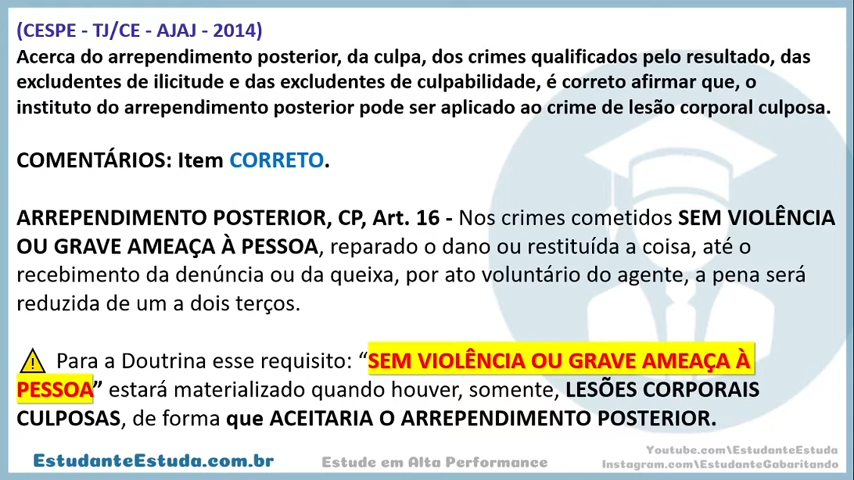 (CESPE - TJ/CE - AJAJ - 2014)
Acerca do arrependimento posterior, da culpa, dos crimes qualificados pelo resultado, das
excludentes de ilicitude e das excludentes de culpabilidade, é correto afirmar que, o
instituto do arrependimento posterior pode ser aplicado ao crime de lesão corporal culposa.
COMENTÁRIOS: Item CORRETO.
ARREPENDIMENTO POSTERIOR, CP, Art. 16 - Nos crimes cometidos SEM VIOLÊNCIA
OU GRAVE AMEAÇA À PESSOA, reparado o dano ou restituída a coisa, até o
recebimento da denúncia ou da queixa, por ato voluntário do agente, a pena será
reduzida de um a dois terços.
⚠ Para a Doutrina esse requisito: “SEM VIOLÊNCIA OU GRAVE AMEAÇA À
PESSOA” estará materializado quando houver, somente, LESÕES CORPORAIS
CULPOSAS, de forma que ACEITARIA O ARREPENDIMENTO POSTERIOR.
EstudanteEstuda.com.br
Estude em Alta Performance
Youtube.com\EstudanteEstuda
Instagram.com/EstudanteGabaritando